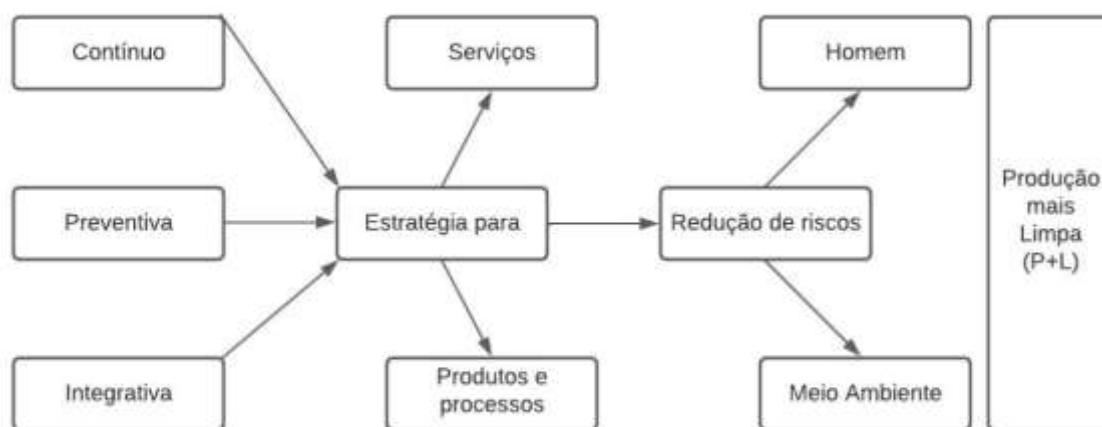 Contínuo
Serviços
Homem
Preventiva
Estratégia para
Redução de riscos
Produção
mais
Limpa
(P+L)
Integrativa
Produtos e
processos
Meio Ambiente